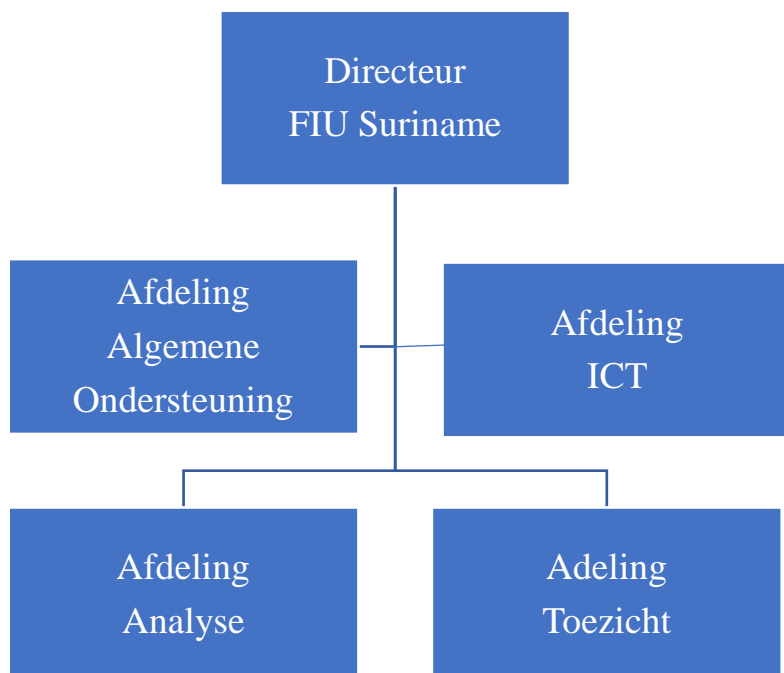 Directeur
FIU Suriname
Afdeling
Algemene
Ondersteuning
Afdeling
ICT
Afdeling
Analyse
Adeling
Toezicht